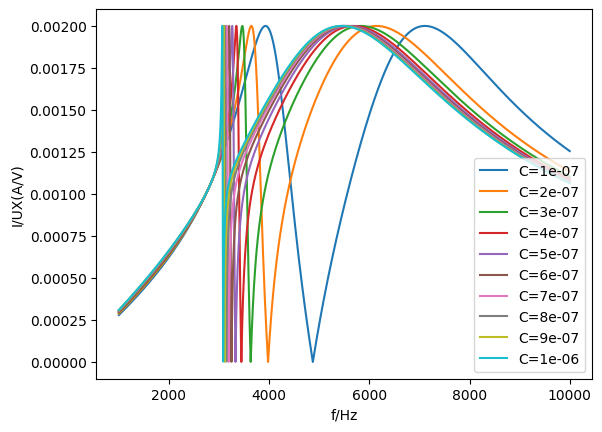 0.00200
0.00175
0.00150
0.00125
0.00100
0.00075
0.00050
0.00025
0.00000
I/UX(A/V)
2000 4000 6000 8000 10000
f/Hz
C=1e-07
C=2e-07
C=3e-07
C=4e-07
C=5e-07
C=6e-07
C=7e-07
C=8e-07
C=9e-07
C=1e-06